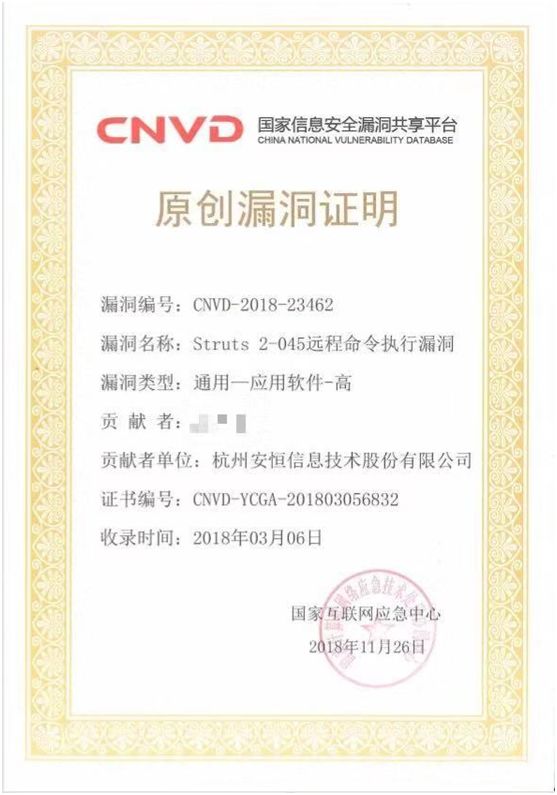 CNVD 国家信息安全漏洞共享平台
CHINA NATIONAL VULNERABILITY DATABASE
原创漏洞证明
漏洞编号：CNVD-2018-23462
漏洞名称：Struts 2-045远程命令执行漏洞
漏洞类型：通用—应用软件-高
贡 献 者：
贡献者单位：杭州安恒信息技术股份有限公司
证书编号：CNVD-YCGA-201803056832
收录时间：2018年03月06日
国家互联网应急中心
2018年11月26日